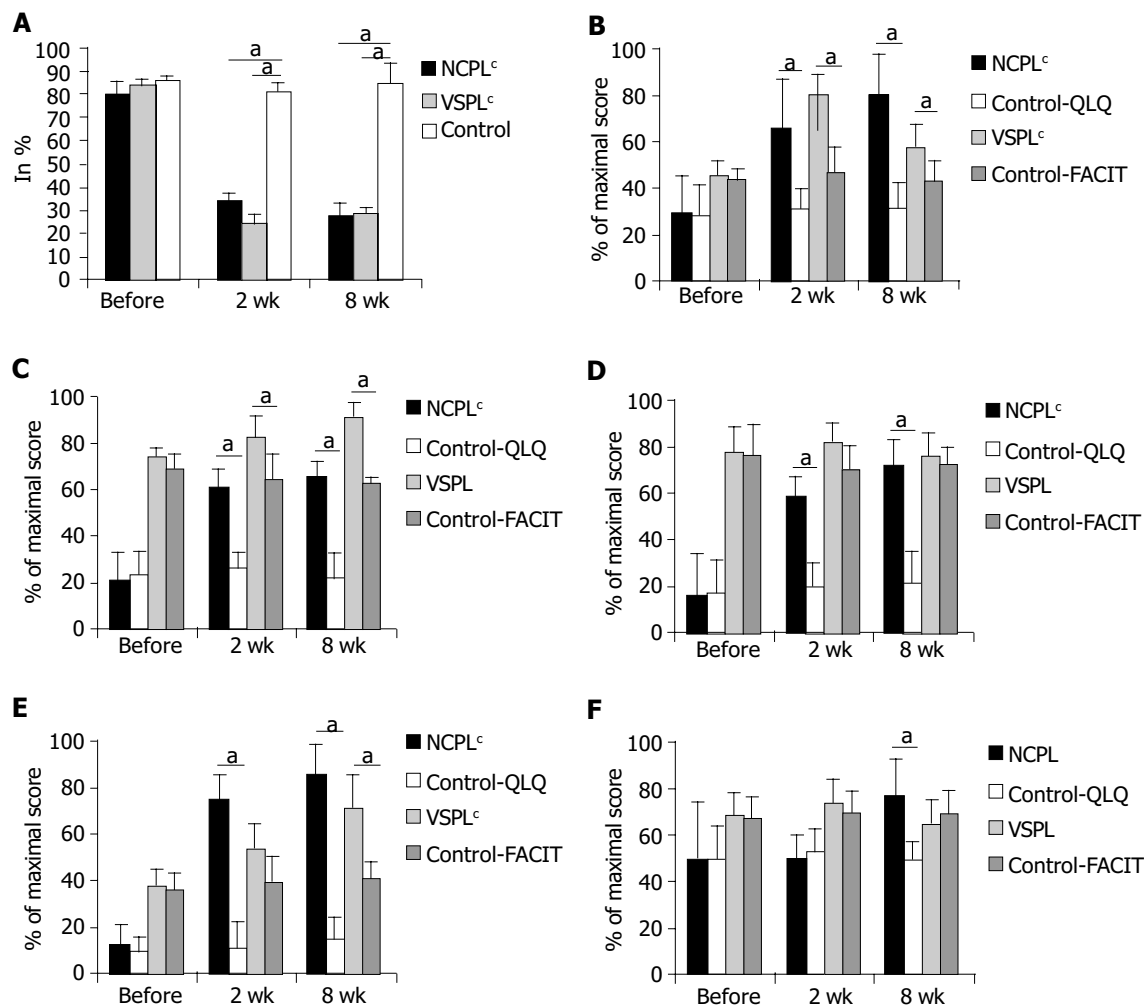 A
100
90
80
70
60
50
40
30
20
10
0
In %
Before
2 wk
8 wk
a
a
a
a
NCPLᶜ
VSPLᶜ
Control
B
100
80
60
40
20
0
% of maximal score
Before
2 wk
8 wk
a
a
a
a
NCPLᶜ
Control-QLQ
VSPLᶜ
Control-FACIT
C
100
80
60
40
20
0
% of maximal score
Before
2 wk
8 wk
a
a
a
a
NCPLᶜ
Control-QLQ
VSPL
Control-FACIT
D
100
80
60
40
20
0
% of maximal score
Before
2 wk
8 wk
a
a
NCPLᶜ
Control-QLQ
VSPL
Control-FACIT
E
100
80
60
40
20
0
% of maximal score
Before
2 wk
8 wk
a
a
a
NCPLᶜ
Control-QLQ
VSPLᶜ
Control-FACIT
F
100
80
60
40
20
0
% of maximal score
Before
2 wk
8 wk
a
NCPL
Control-QLQ
VSPL
Control-FACIT